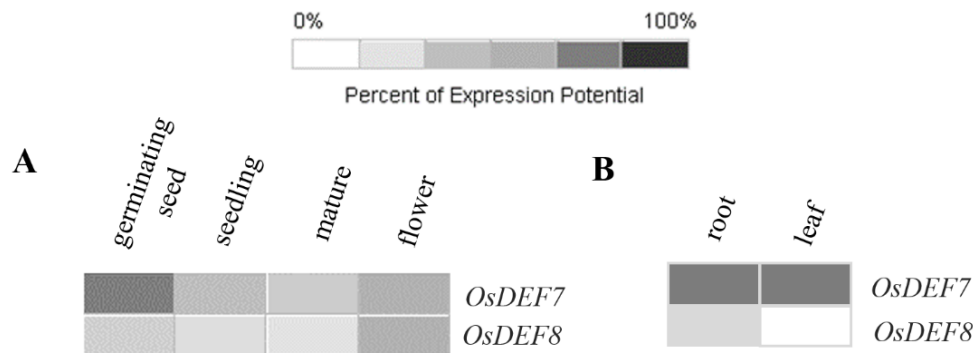 0% 100%
Percent of Expression Potential
A
germinating
seed
seedling
mature
flower
OsDEF7
OsDEF8
B
root
leaf
OsDEF7
OsDEF8